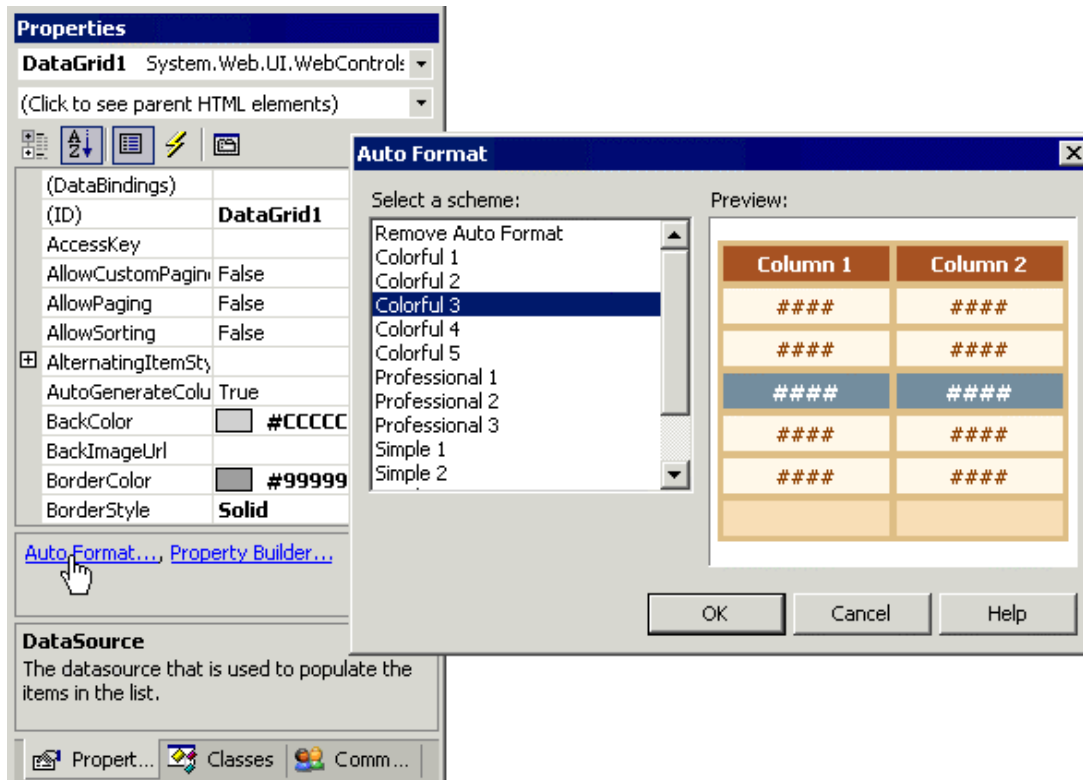 Properties
DataGrid1 System.Web.UI.WebControls
(Click to see parent HTML elements)
(DataBindings)
(ID) DataGrid1
AccessKey
AllowCustomPagin False
AllowPaging False
AllowSorting False
AlternatingItemSty
AutoGenerateColu True
BackColor #CCCCC
BackImageUrl
BorderColor #99999
BorderStyle Solid
Auto Format..., Property Builder...
DataSource
The datasource that is used to populate the
items in the list.
Propert... Classes Comm...
Auto Format
Select a scheme:
Remove Auto Format
Colorful 1
Colorful 2
Colorful 3
Colorful 4
Colorful 5
Professional 1
Professional 2
Professional 3
Simple 1
Simple 2
Preview:
Column 1 Column 2
#### ####
#### ####
#### ####
#### ####
#### ####
OK Cancel Help